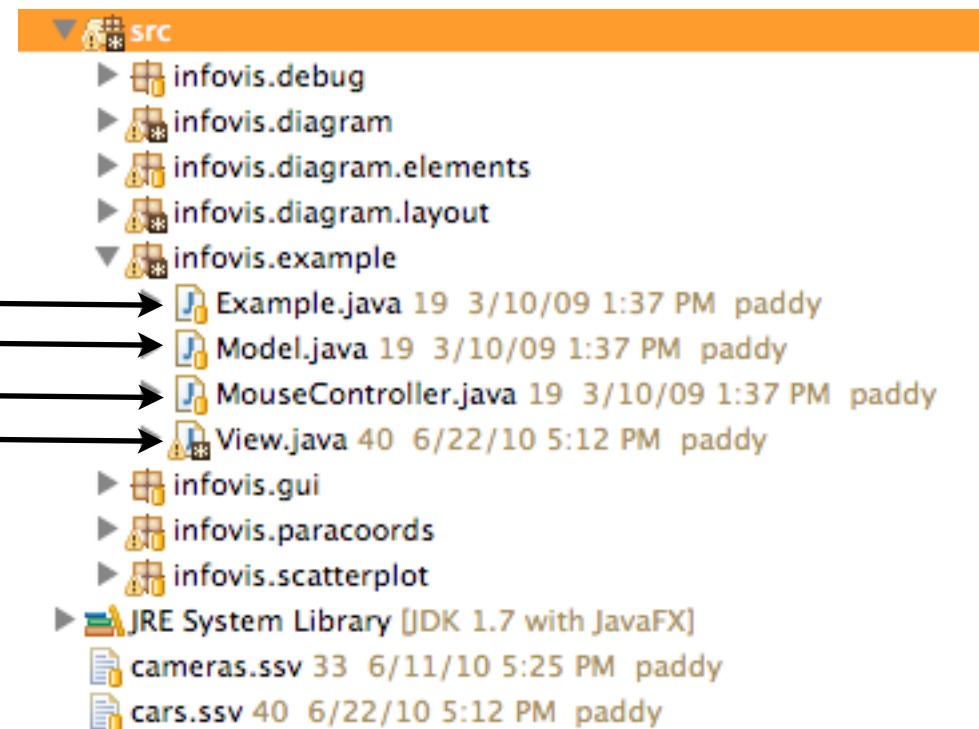 src
infovis.debug
infovis.diagram
infovis.diagram.elements
infovis.diagram.layout
infovis.example
Example.java 19 3/10/09 1:37 PM paddy
Model.java 19 3/10/09 1:37 PM paddy
MouseController.java 19 3/10/09 1:37 PM paddy
View.java 40 6/22/10 5:12 PM paddy
infovis.gui
infovis.paracoords
infovis.scatterplot
JRE System Library [JDK 1.7 with JavaFX]
cameras.ssv 33 6/11/10 5:25 PM paddy
cars.ssv 40 6/22/10 5:12 PM paddy